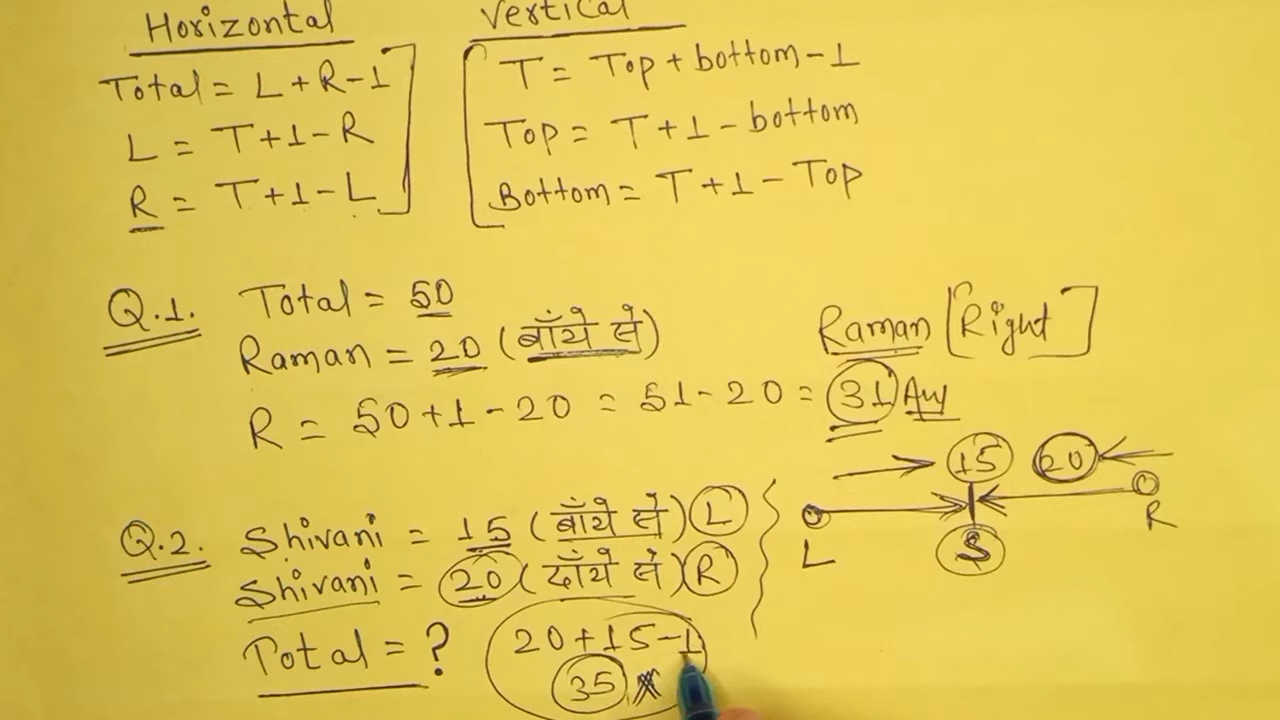 Horizontal
Total = L+R-1
L = T+1-R
R = T+1-L
Vertical
T = Top+bottom-1
Top = T+1-bottom
Bottom = T+1-Top
Q.1. Total = 50
Raman = 20 (बाँये से)
Raman [Right]
R = 50+1-20 = 51-20 = 31 Ans
Q.2. Shivani = 15 (बाँये से) L
Shivani = 20 (दाँये से) R
Total = ? 20+15-1
35
15 20
L R
S